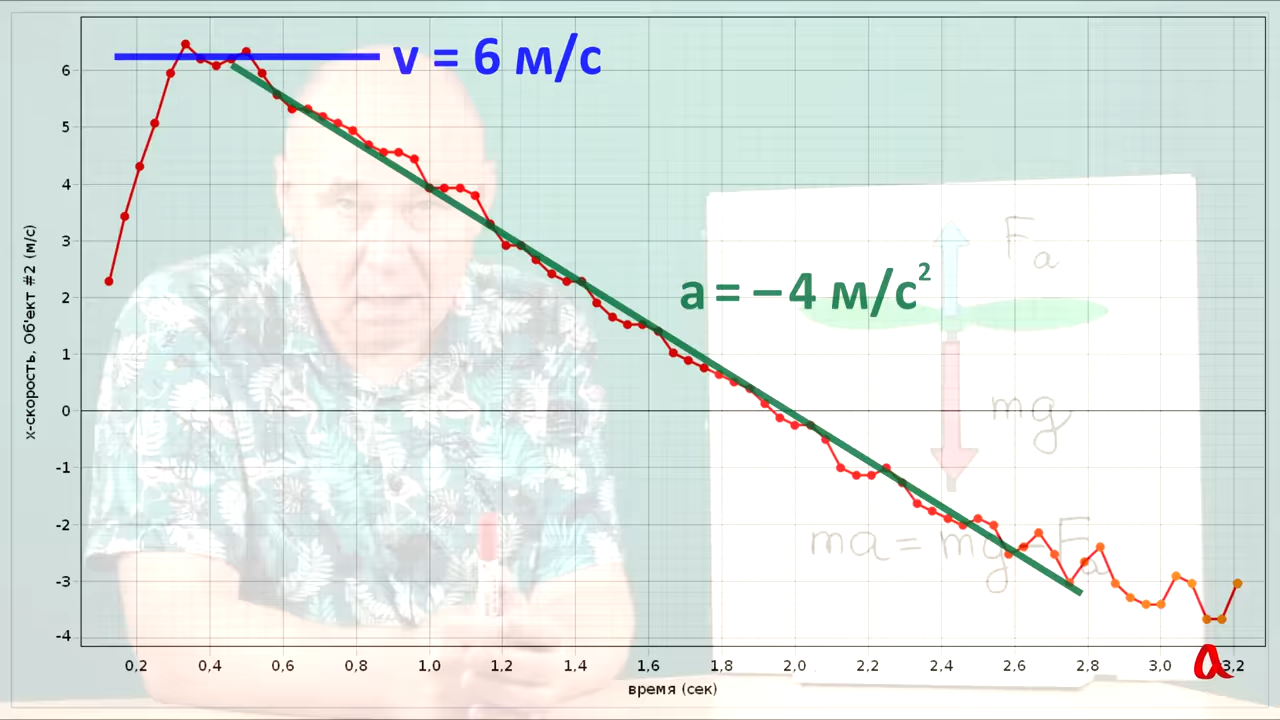 v = 6 м/с
6
5
4
3
2
1
0
-1
-2
-3
-4
х-скорость, Об'ект #2 (м/с)
a = −4 м/с²
Fa
mg
ma = mg − Fa
0,2 0,4 0,6 0,8 1,0 1,2 1,4 1,6 1,8 2,0 2,2 2,4 2,6 2,8 3,0 3,2
a
время (сек)